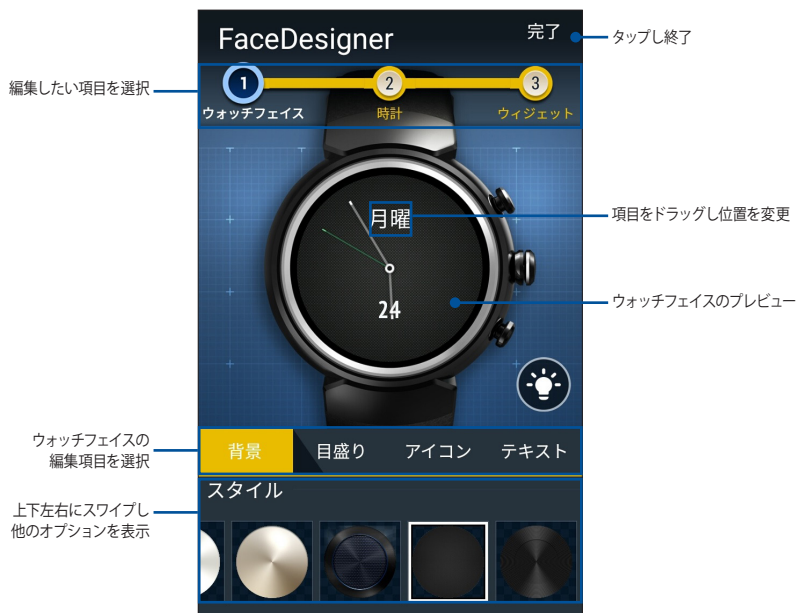 FaceDesigner
完了
タップし終了
編集したい項目を選択
1
2
3
ウォッチフェイス
時計
ウィジェット
月曜
項目をドラッグし位置を変更
24
ウォッチフェイスのプレビュー
ウォッチフェイスの
編集項目を選択
背景
目盛り
アイコン
テキスト
上下左右にスワイプし
他のオプションを表示
スタイル